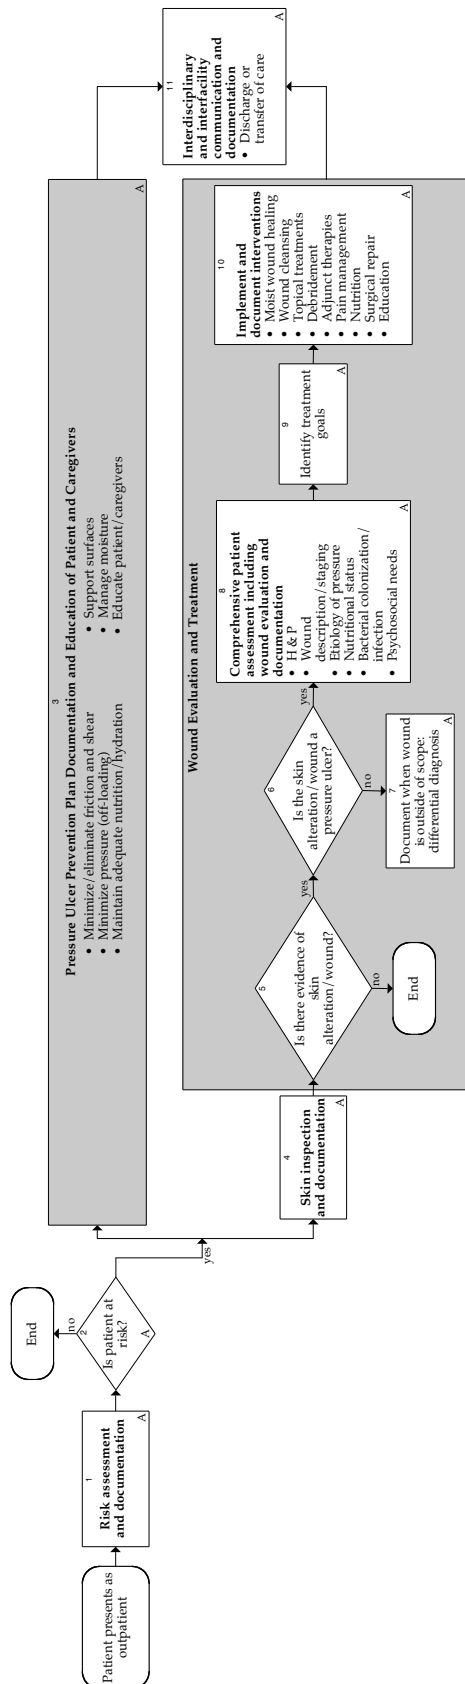 Patient presents as
outpatient
1
Risk assessment
and documentation
A
2
Is patient at
risk?
A
no
End
yes
3
Pressure Ulcer Prevention Plan Documentation and Education of Patient and Caregivers
• Minimize/eliminate friction and shear
• Minimize pressure (off-loading)
• Maintain adequate nutrition/hydration
• Support surfaces
• Manage moisture
• Educate patient/caregivers
A
4
Skin inspection
and documentation
A
Wound Evaluation and Treatment
5
Is there evidence of
skin
alteration/wound?
no
End
yes
6
Is the skin
alteration/wound a
pressure ulcer?
no
7
Document when wound
is outside of scope:
differential diagnosis
A
yes
8
Comprehensive patient
assessment including
wound evaluation and
documentation
• H & P
• Wound
description/staging
• Etiology of pressure
• Nutritional status
• Bacterial colonization/
infection
• Psychosocial needs
A
9
Identify treatment
goals
A
10
Implement and
document interventions
• Moist wound healing
• Wound cleansing
• Topical treatments
• Debridement
• Adjunct therapies
• Pain management
• Nutrition
• Surgical repair
• Education
A
11
Interdisciplinary
and interfacility
communication and
documentation
• Discharge or
transfer of care
A